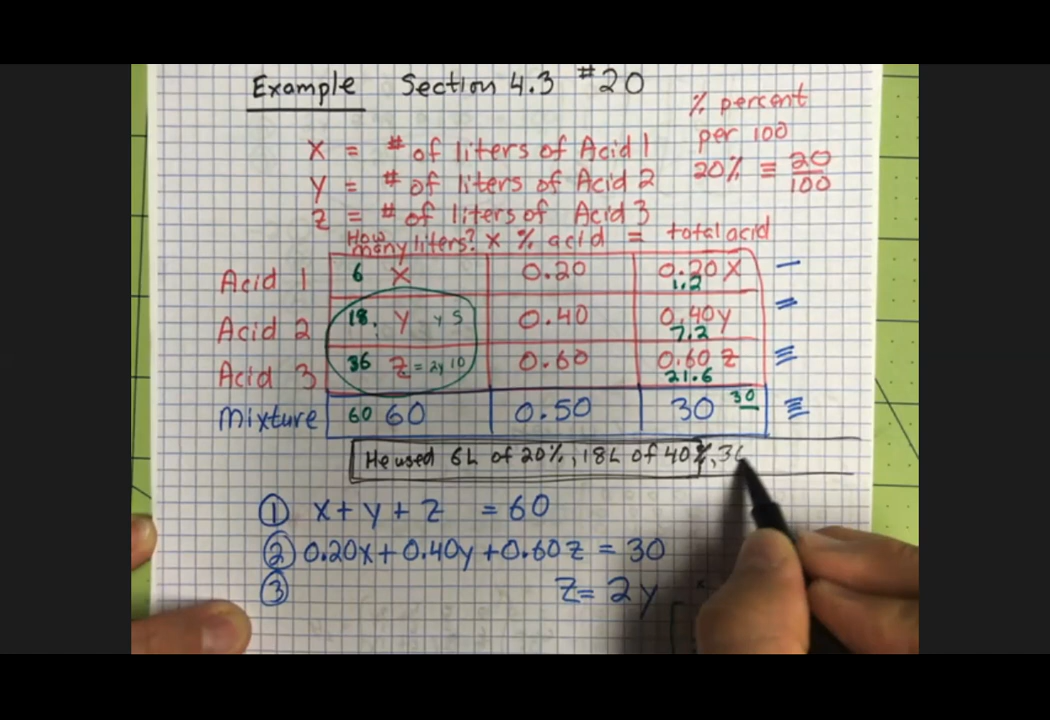 Example Section 4.3 #20
% percent
per 100
20% ≡ 20/100
X = # of liters of Acid 1
Y = # of liters of Acid 2
Z = # of liters of Acid 3
How many liters? x % acid = total acid
Acid 1 6 X 0.20 0.20X 1.2
Acid 2 18 Y Y 5 0.40 0.40Y 7.2
Acid 3 36 Z = 2y 10 0.60 0.60 Z 21.6
Mixture 60 60 0.50 30 30
He used 6L of 20%, 18L of 40%, 36
① x + y + z = 60
② 0.20x + 0.40y + 0.60z = 30
③ z = 2y